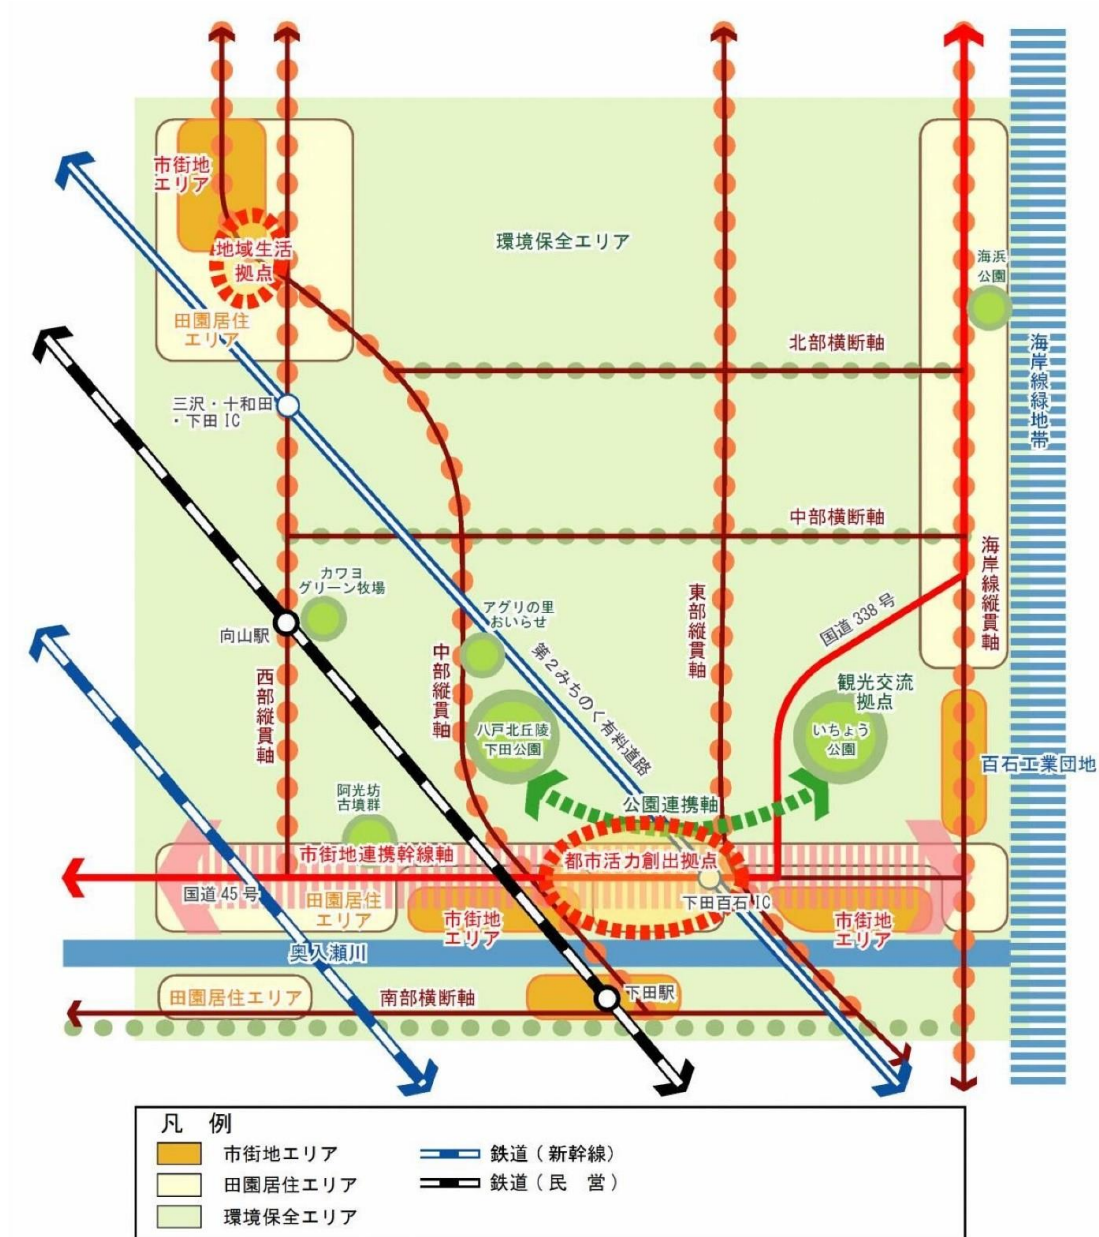 市街地
エリア
地域生活
拠点
環境保全エリア
海浜
公園
田園居住
エリア
北部横断軸
海岸線緑地帯
三沢・十和田
・下田 IC
中部横断軸
海岸線縦貫軸
カワヨ
グリーン牧場
向山駅
アグリの里
おいらせ
東部縦貫軸
国道 338 号
中部縦貫軸
第２みちのく有料道路
西部縦貫軸
観光交流
拠点
八戸北丘陵
下田公園
いちょう
公園
百石工業団地
阿光坊
古墳群
公園連携軸
市街地連携幹線軸
都市活力創出拠点
国道 45 号
田園居住
エリア
市街地
エリア
下田百石 IC
市街地
エリア
奥入瀬川
田園居住エリア
南部横断軸
下田駅
凡　例
市街地エリア
鉄道（新幹線）
田園居住エリア
鉄道（民　営）
環境保全エリア